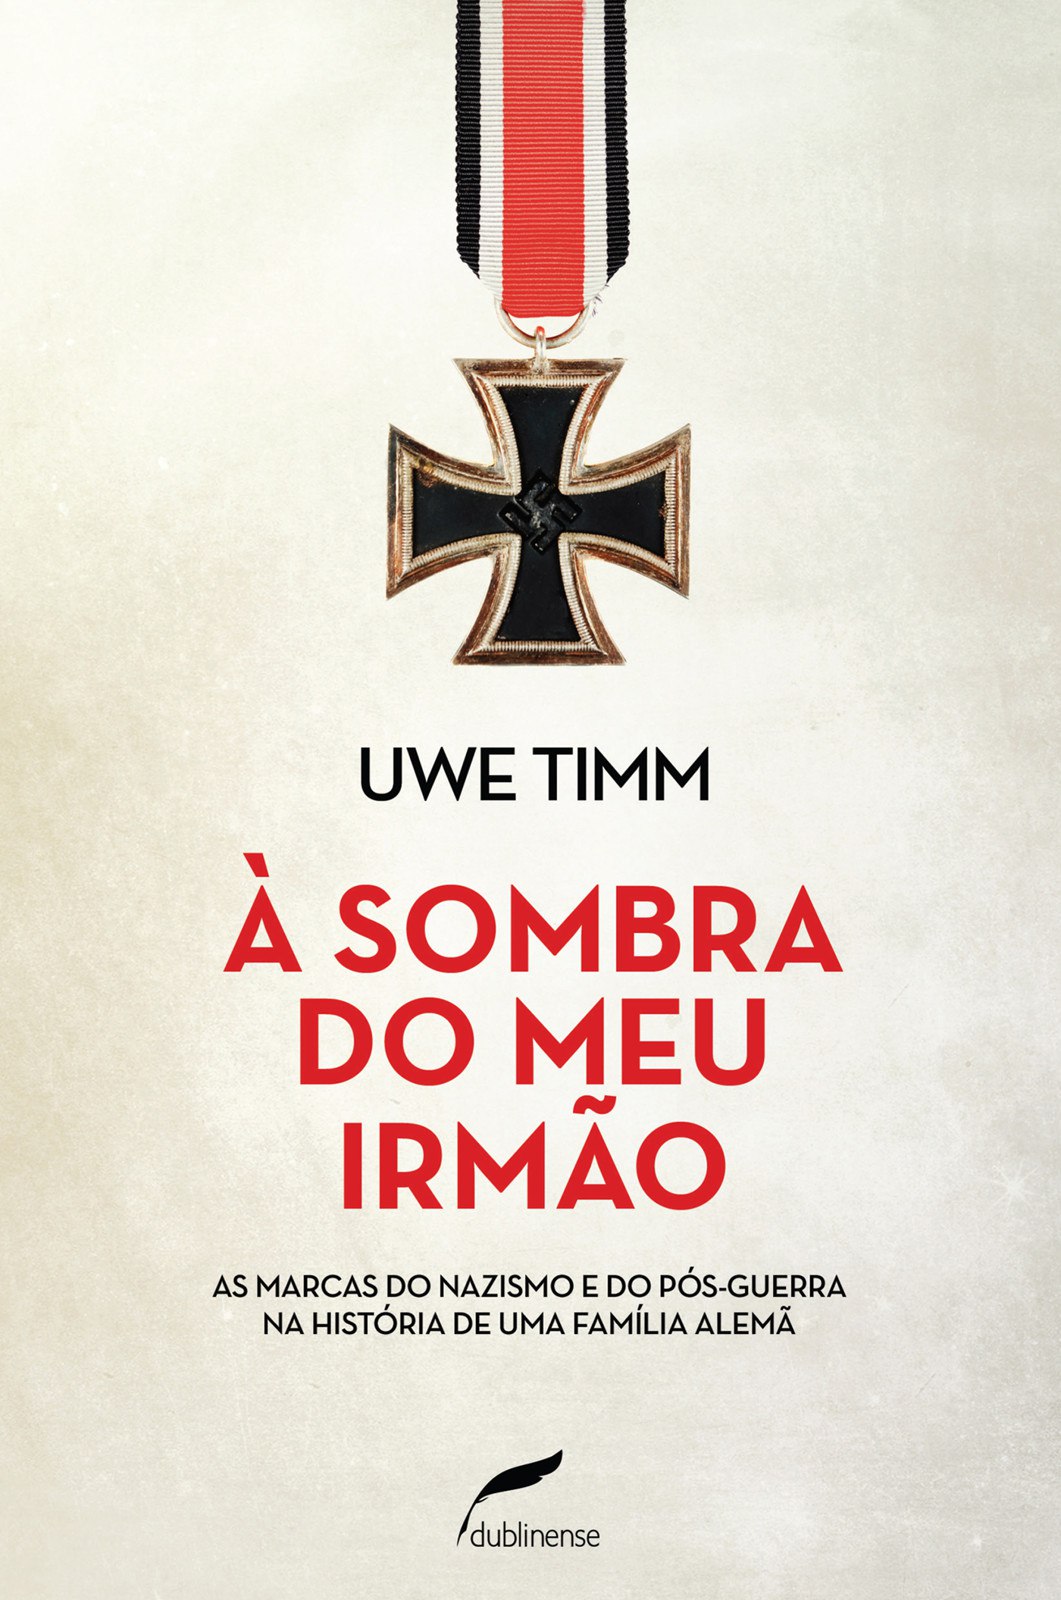 UWE TIMM
À SOMBRA
DO MEU
IRMÃO
AS MARCAS DO NAZISMO E DO PÓS-GUERRA
NA HISTÓRIA DE UMA FAMÍLIA ALEMÃ
dublinense